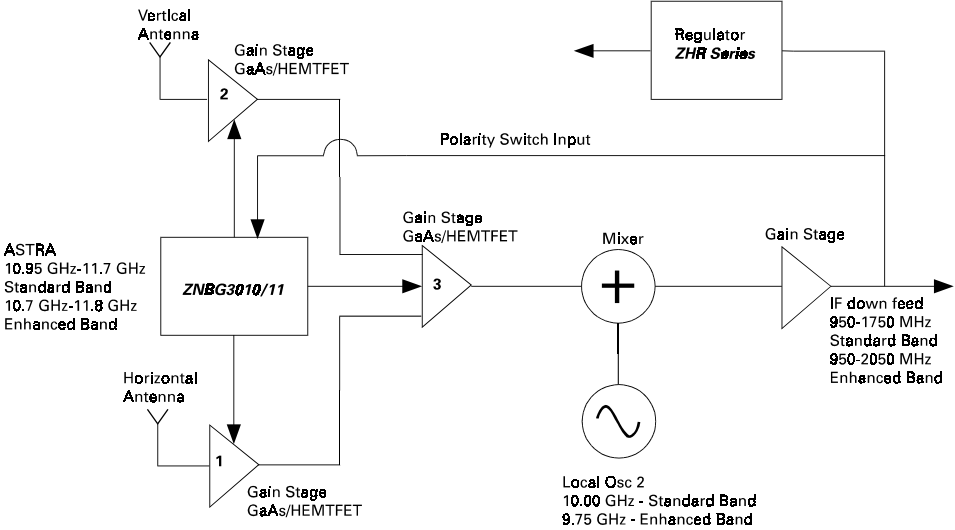 Vertical
Antenna
Gain Stage
GaAs/HEMTFET
2
Regulator
ZHR Series
Polarity Switch Input
ASTRA
10.95 GHz-11.7 GHz
Standard Band
10.7 GHz-11.8 GHz
Enhanced Band
ZNBG3010/11
Gain Stage
GaAs/HEMTFET
3
Mixer
Gain Stage
IF down feed
950-1750 MHz
Standard Band
950-2050 MHz
Enhanced Band
Horizontal
Antenna
1
Gain Stage
GaAs/HEMTFET
Local Osc 2
10.00 GHz - Standard Band
9.75 GHz - Enhanced Band